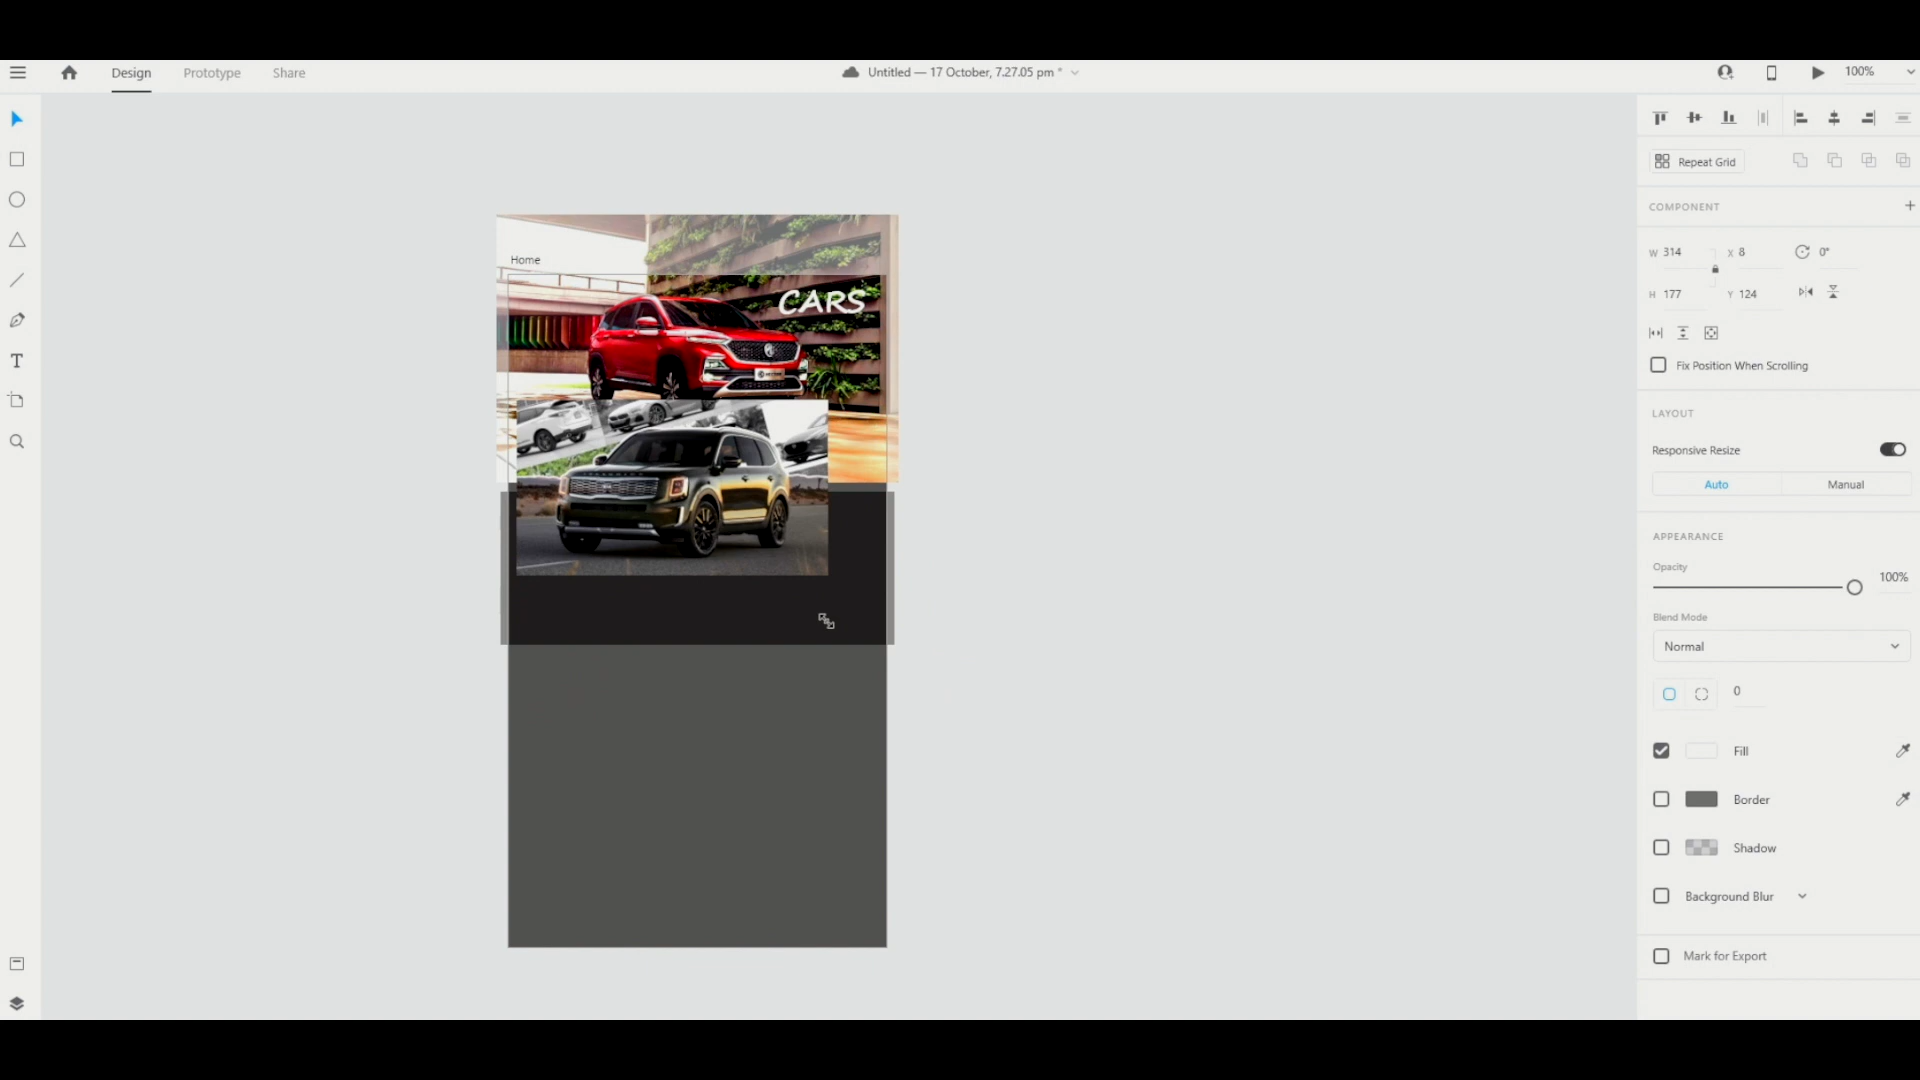 Design Prototype Share Untitled — 17 October, 7.27.05 pm * 100%
Repeat Grid
COMPONENT
W 314 X 8 0°
H 177 Y 124
Fix Position When Scrolling
LAYOUT
Responsive Resize
Auto Manual
APPEARANCE
Opacity
100%
Blend Mode
Normal
0
Fill
Border
Shadow
Background Blur
Mark for Export
Home
CARS
T